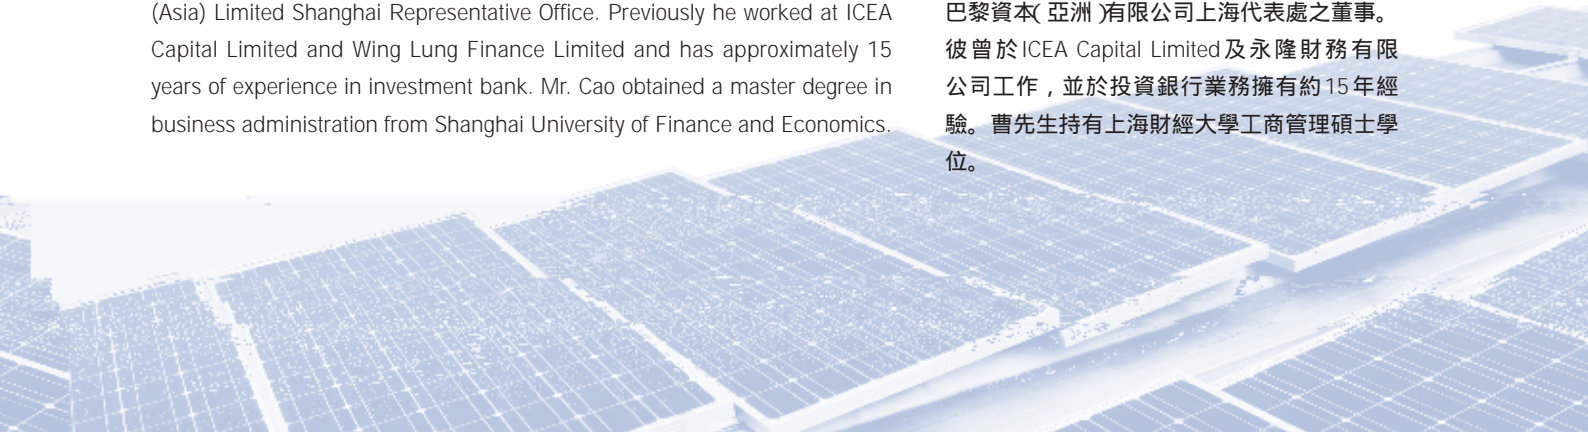 (Asia) Limited Shanghai Representative Office. Previously he worked at ICEA
Capital Limited and Wing Lung Finance Limited and has approximately 15
years of experience in investment bank. Mr. Cao obtained a master degree in
business administration from Shanghai University of Finance and Economics.
巴黎資本(亞洲)有限公司上海代表處之董事。
彼曾於ICEA Capital Limited及永隆財務有限
公司工作，並於投資銀行業務擁有約15年經
驗。曹先生持有上海財經大學工商管理碩士學
位。